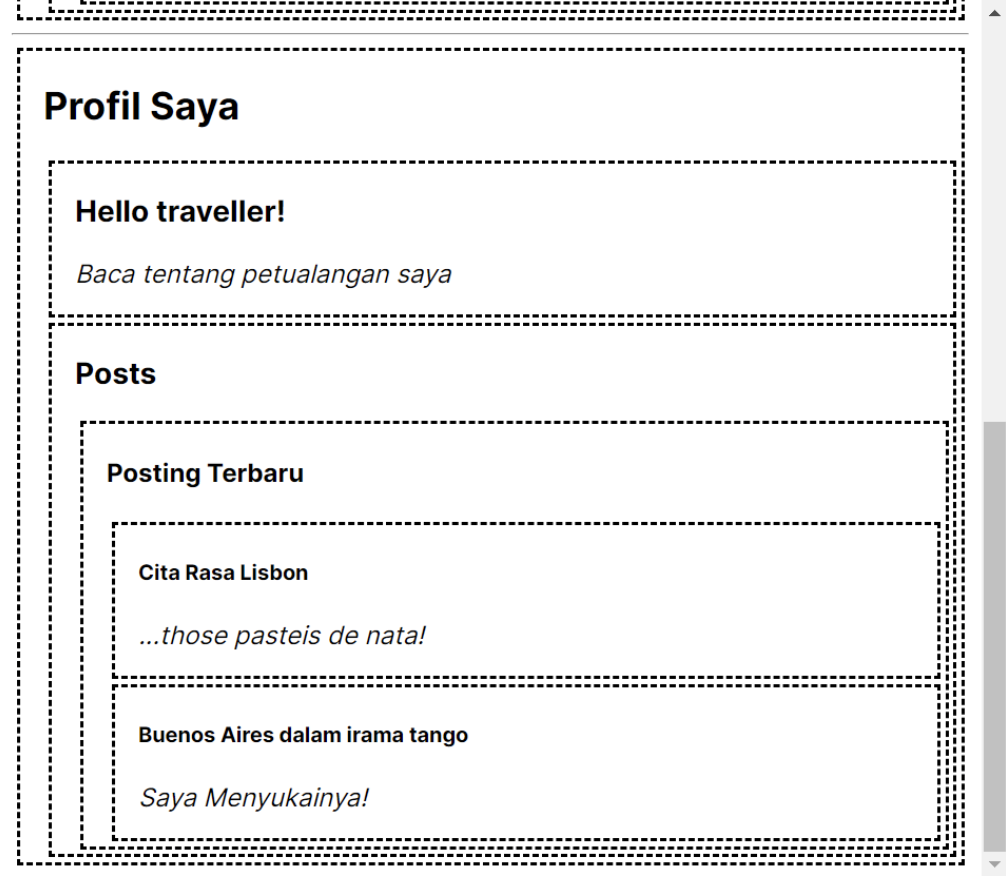 Profil Saya
Hello traveller!
Baca tentang petualangan saya
Posts
Posting Terbaru
Cita Rasa Lisbon
...those pasteis de nata!
Buenos Aires dalam irama tango
Saya Menyukainya!